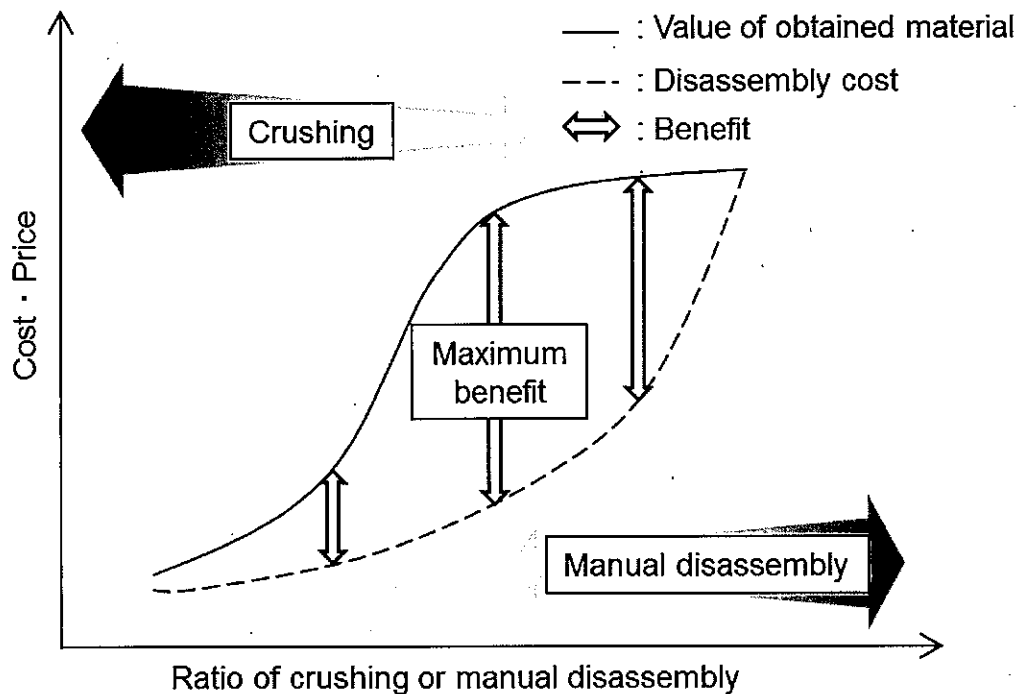 : Value of obtained material
: Disassembly cost
: Benefit
Crushing
Cost・Price
Maximum
benefit
Manual disassembly
Ratio of crushing or manual disassembly